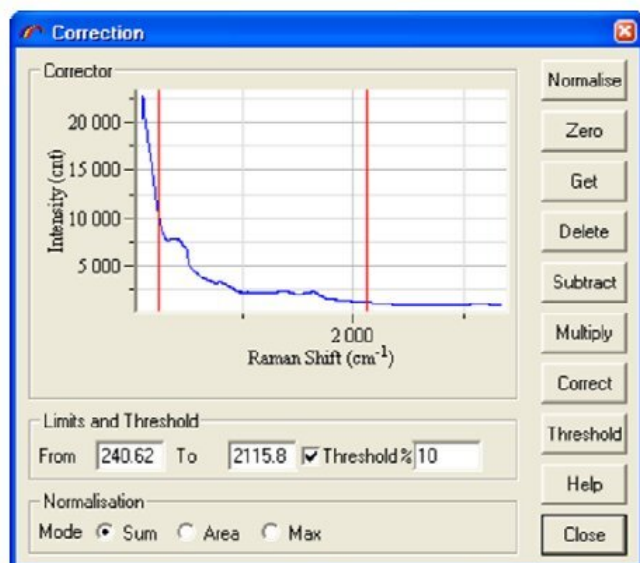 Correction
Corrector
Intensity (cnt)
20 000
15 000
10 000
5 000
2 000
Raman Shift (cm-1)
Limits and Threshold
From 240.62 To 2115.8 Threshold % 10
Normalisation
Mode Sum Area Max
Normalise
Zero
Get
Delete
Subtract
Multiply
Correct
Threshold
Help
Close